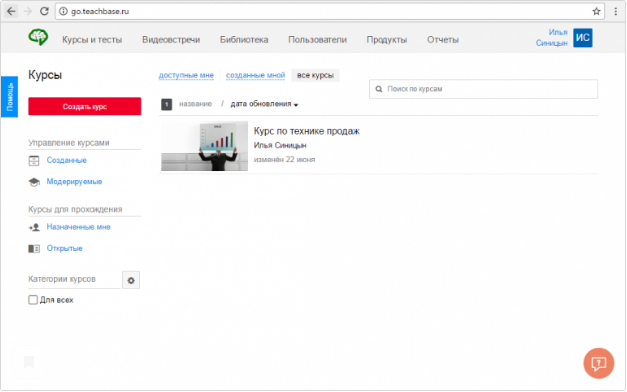 go.teachbase.ru
Курсы и тесты Видеовстречи Библиотека Пользователи Продукты Отчеты
Илья
Синицын
ИС
Помощь
Курсы
Создать курс
Управление курсами
Созданные
Модерируемые
Курсы для прохождения
Назначенные мне
Открытые
Категории курсов
Для всех
доступные мне созданные мной все курсы
Поиск по курсам
1 название / дата обновления
Курс по технике продаж
Илья Синицын
изменён 22 июня
?